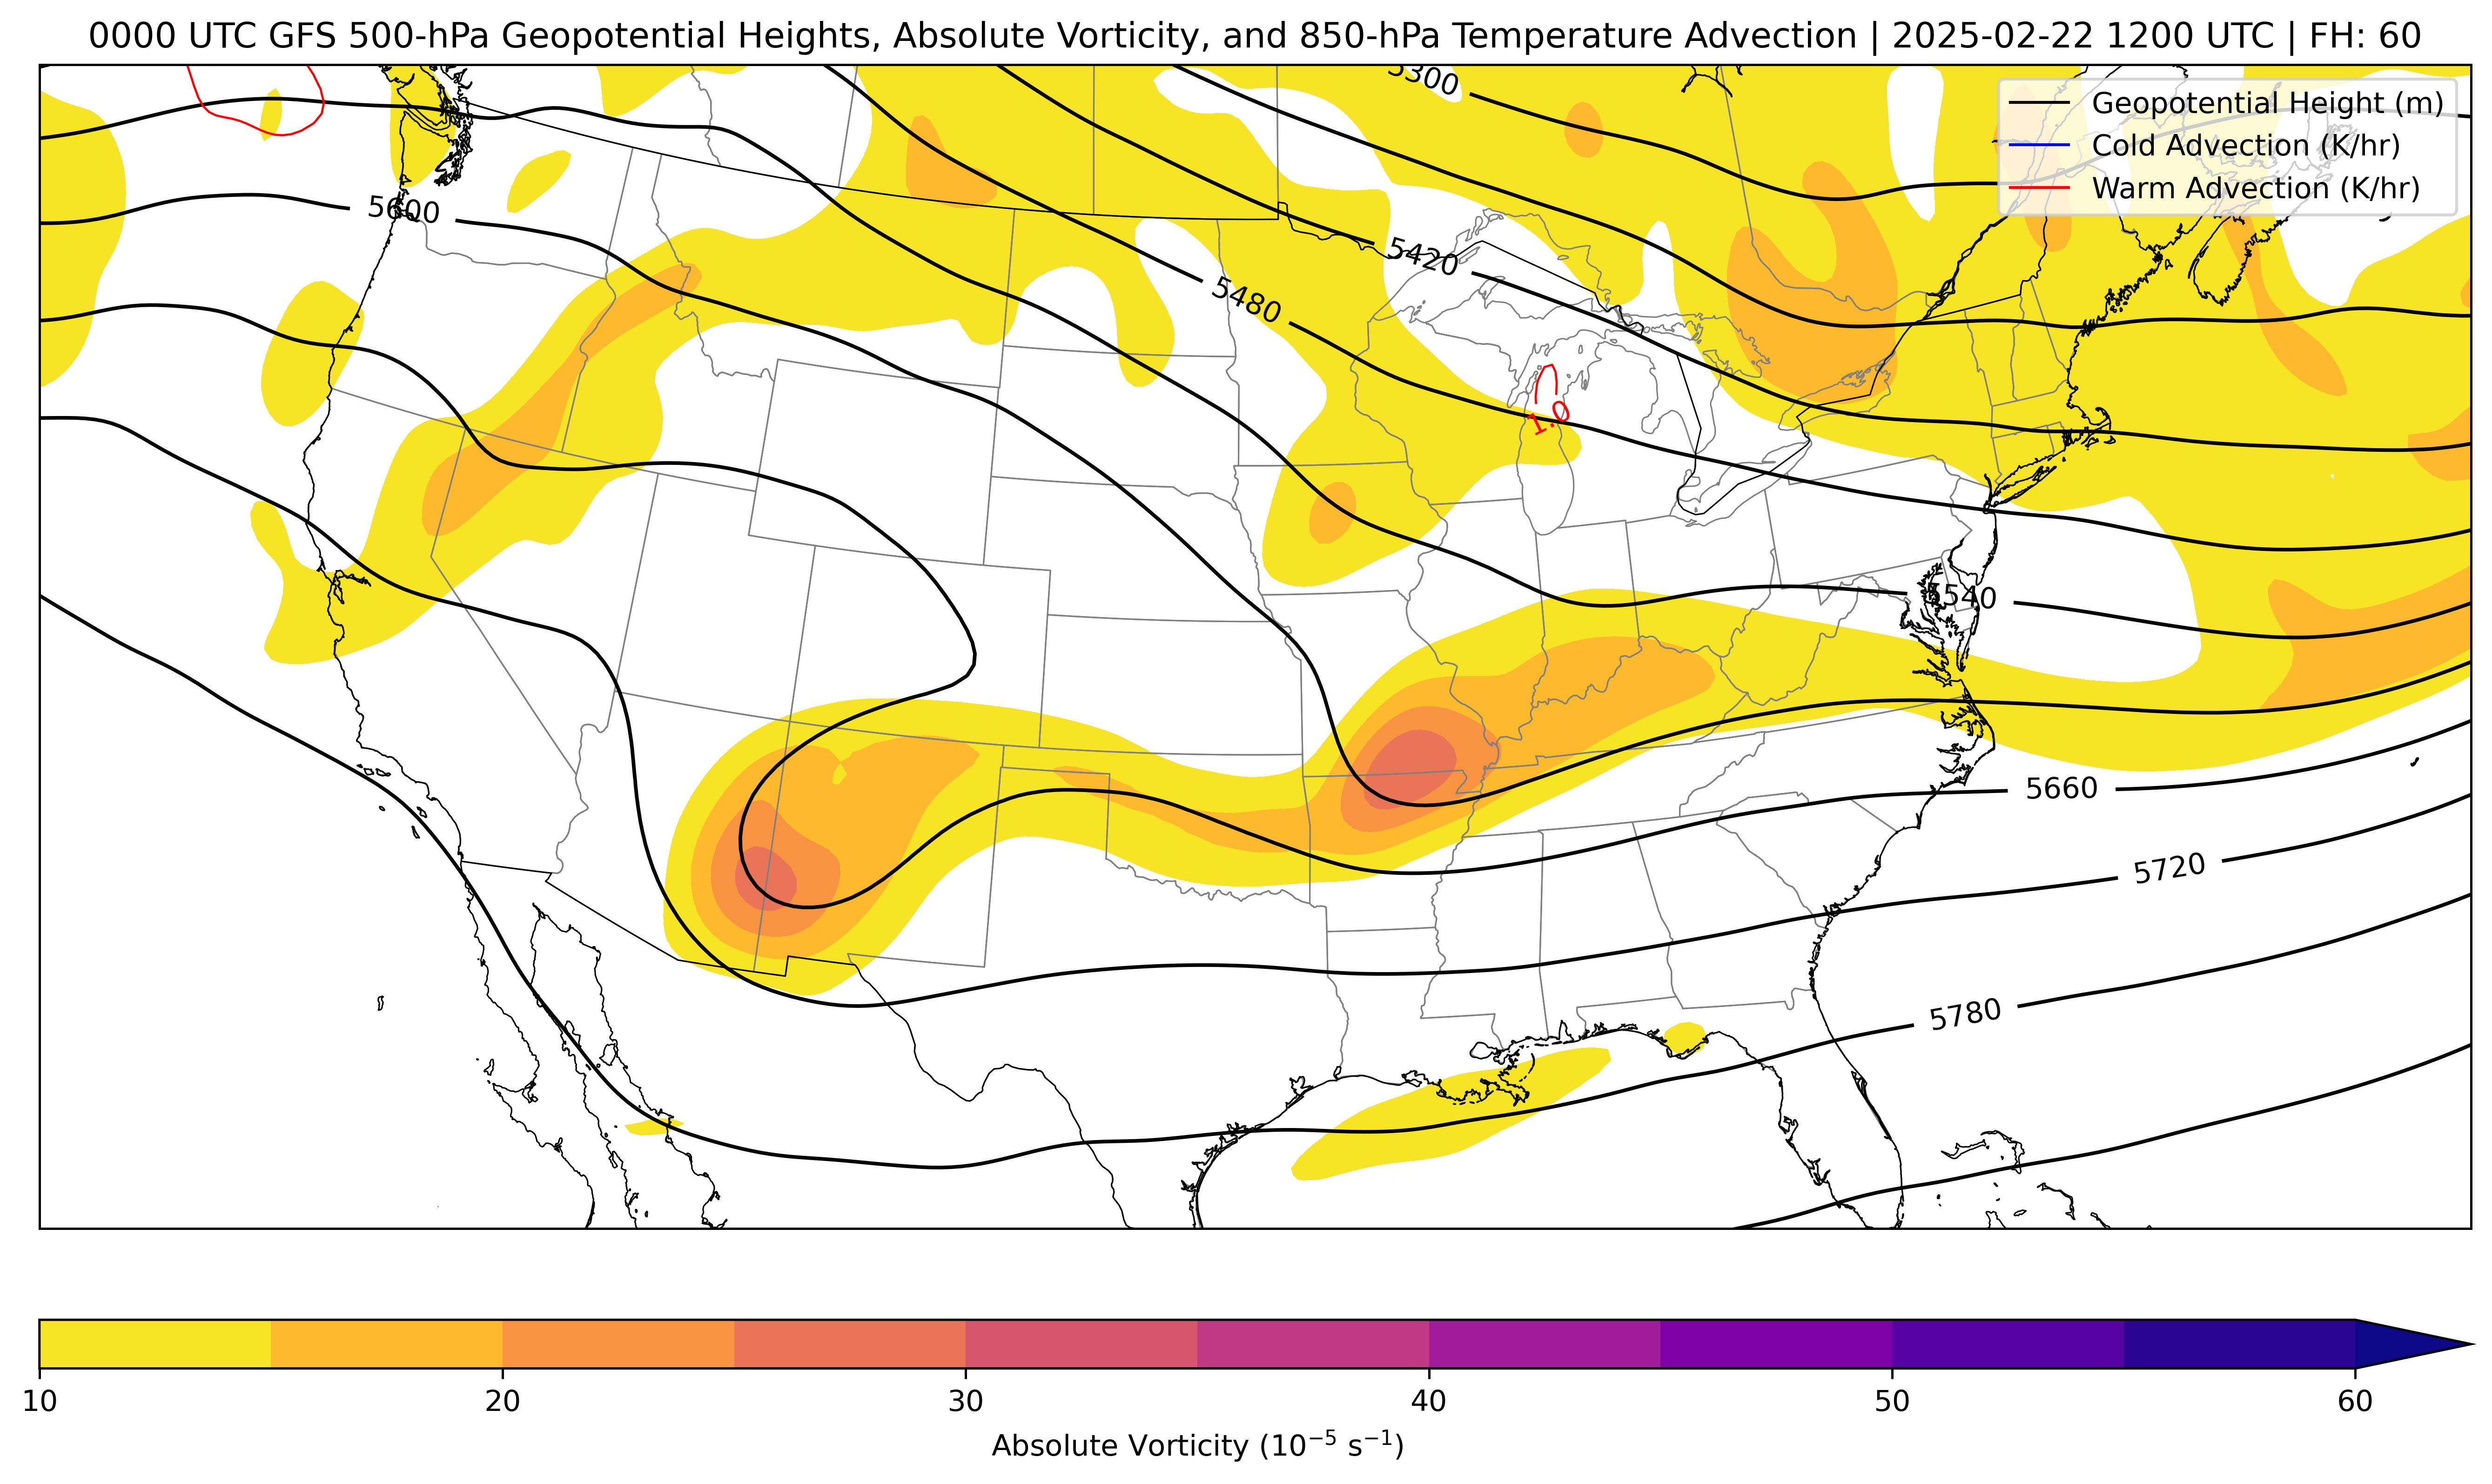 0000 UTC GFS 500-hPa Geopotential Heights, Absolute Vorticity, and 850-hPa Temperature Advection | 2025-02-22 1200 UTC | FH: 60
5300
Geopotential Height (m)
Cold Advection (K/hr)
Warm Advection (K/hr)
5600
5420
5480
1.0
5540
5660
5720
5780
10 20 30 40 50 60
Absolute Vorticity (10⁻⁵ s⁻¹)